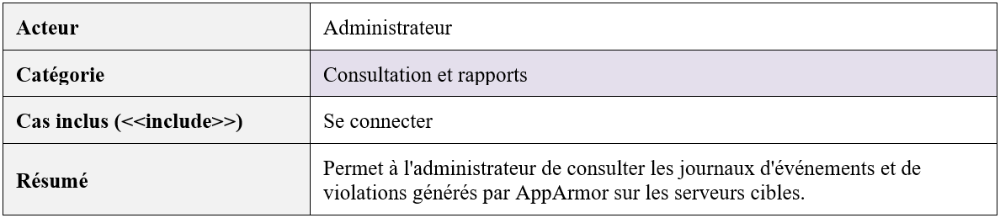 Acteur
Administrateur
Catégorie
Consultation et rapports
Cas inclus (<<include>>)
Se connecter
Résumé
Permet à l'administrateur de consulter les journaux d'événements et de
violations générés par AppArmor sur les serveurs cibles.